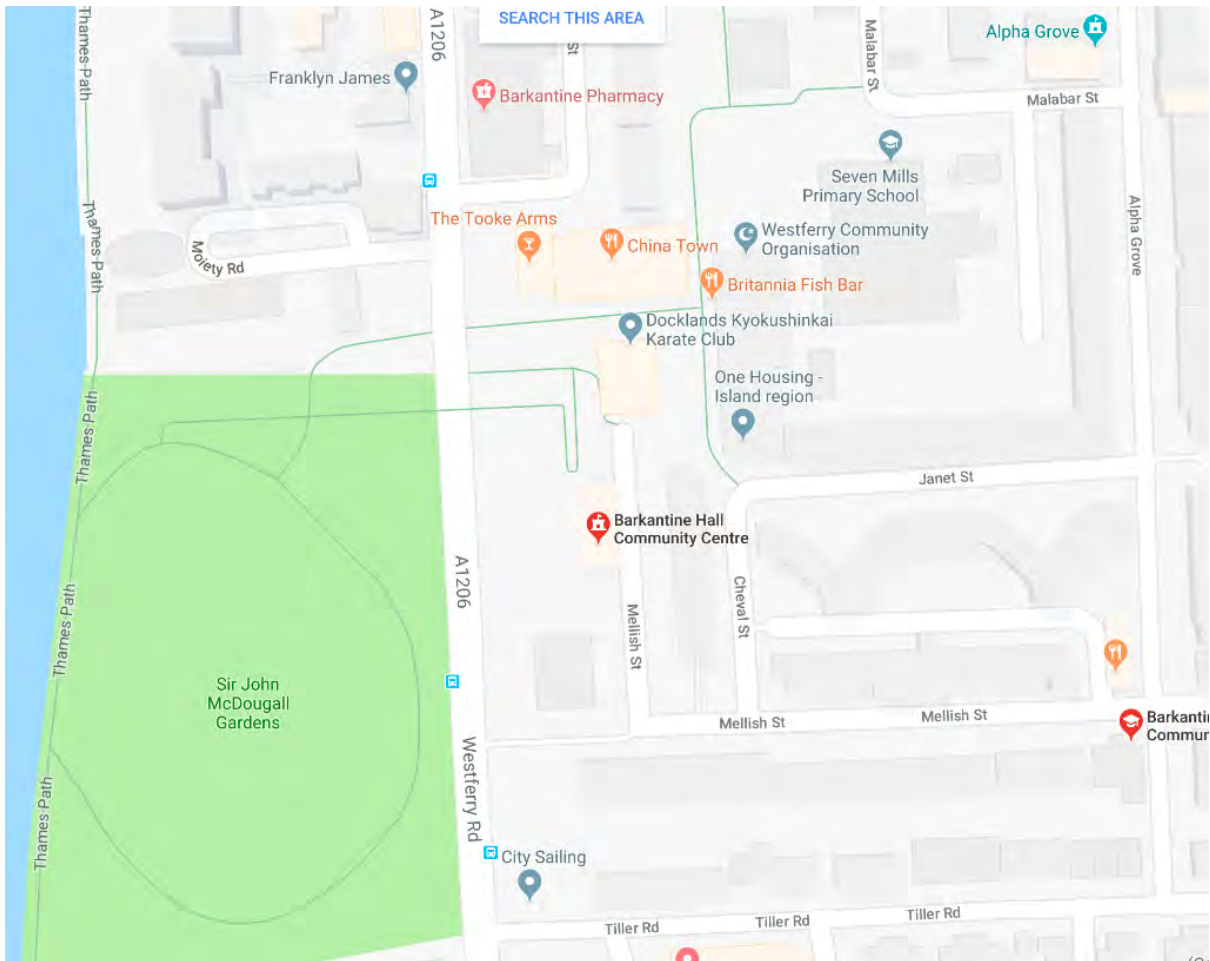 SEARCH THIS AREA
A1206
St
Malabar St
Alpha Grove
Thames Path
Franklyn James
Barkantine Pharmacy
Malabar St
Seven Mills
Primary School
Thames Path
The Tooke Arms
China Town
Westferry Community
Organisation
Alpha Grove
Moiety Rd
Britannia Fish Bar
Docklands Kyokushinkai
Karate Club
One Housing -
Island region
Thames Path
Janet St
Barkantine Hall
Community Centre
A1206
Cheval St
Thames Path
Mellish St
Sir John
McDougall
Gardens
Mellish St
Mellish St
Barkanti
Commun
Westferry Rd
Thames Path
City Sailing
Tiller Rd
Tiller Rd
Tiller Rd